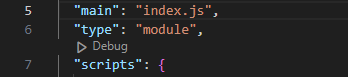 5 "main": "index.js",
6 "type": "module",
Debug
7 "scripts": {